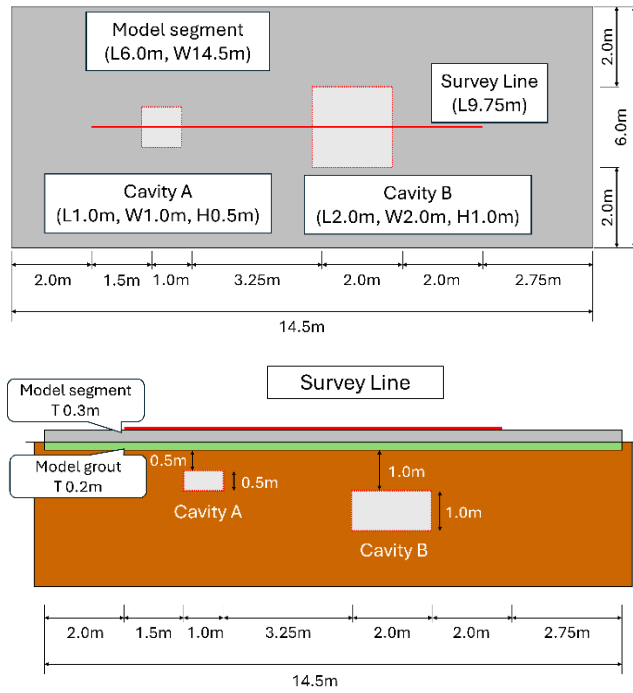 Model segment
(L6.0m, W14.5m)
Survey Line
(L9.75m)
2.0m
6.0m
2.0m
Cavity A
(L1.0m, W1.0m, H0.5m)
Cavity B
(L2.0m, W2.0m, H1.0m)
2.0m 1.5m 1.0m 3.25m 2.0m 2.0m 2.75m
14.5m
Survey Line
Model segment
T 0.3m
Model grout
T 0.2m
0.5m
0.5m
Cavity A
1.0m
1.0m
Cavity B
2.0m 1.5m 1.0m 3.25m 2.0m 2.0m 2.75m
14.5m